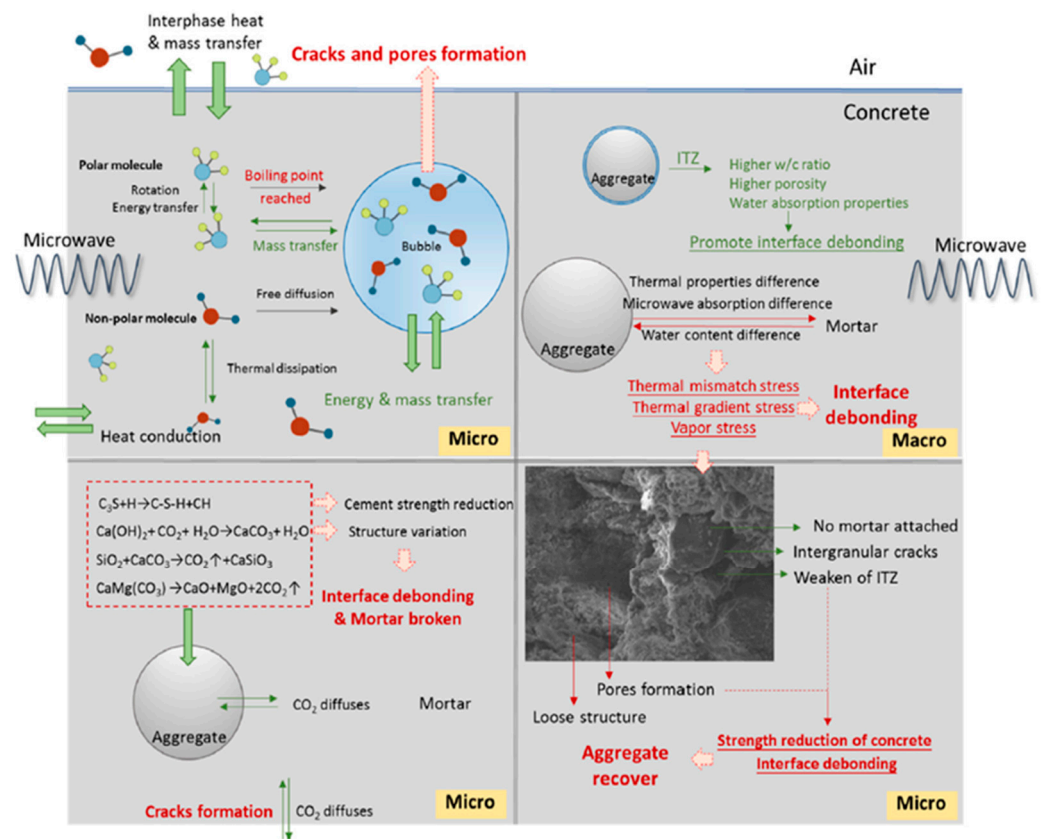 Interphase heat
& mass transfer
Cracks and pores formation
Air
Concrete
Polar molecule
Rotation
Energy transfer
Boiling point
reached
Mass transfer
Bubble
Microwave
Non-polar molecule
Free diffusion
Thermal dissipation
Energy & mass transfer
Heat conduction
Micro
Aggregate
ITZ
Higher w/c ratio
Higher porosity
Water absorption properties
Promote interface debonding
Microwave
Thermal properties difference
Microwave absorption difference
Water content difference
Aggregate
Mortar
Thermal mismatch stress
Thermal gradient stress
Vapor stress
Interface
debonding
Macro
C₃S+H→C-S-H+CH
Ca(OH)₂+CO₂+H₂O→CaCO₃+H₂O
SiO₂+CaCO₃→CO₂↑+CaSiO₃
CaMg(CO₃)→CaO+MgO+2CO₂↑
Cement strength reduction
Structure variation
Interface debonding
& Mortar broken
Aggregate
CO₂ diffuses
Mortar
Cracks formation
CO₂ diffuses
Micro
No mortar attached
Intergranular cracks
Weaken of ITZ
Pores formation
Loose structure
Strength reduction of concrete
Interface debonding
Aggregate
recover
Micro